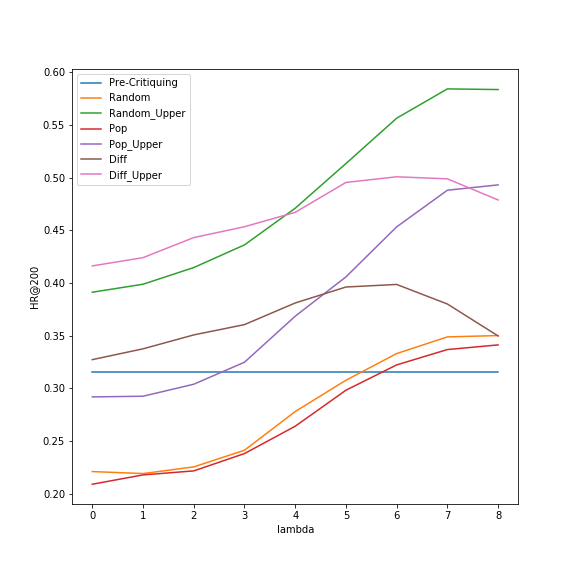 Pre-Critiquing
Random
Random_Upper
Pop
Pop_Upper
Diff
Diff_Upper
0.60
0.55
0.50
0.45
0.40
0.35
0.30
0.25
0.20
HR@200
0 1 2 3 4 5 6 7 8
lambda